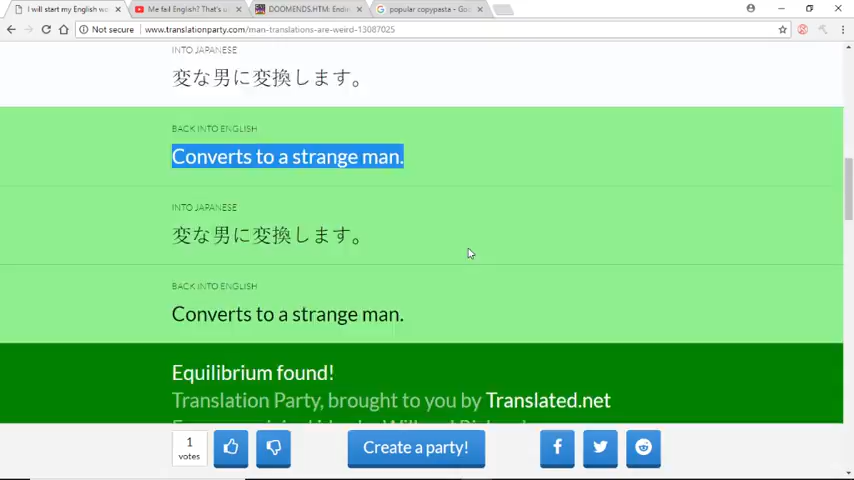 I will start my English wo
Me fail English? That's u
DOOMENDS.HTM: Endin
popular copypasta - Goo
Not secure
www.translationparty.com/man-translations-are-weird-13087025
INTO JAPANESE
変な男に変換します。
BACK INTO ENGLISH
Converts to a strange man.
INTO JAPANESE
変な男に変換します。
BACK INTO ENGLISH
Converts to a strange man.
Equilibrium found!
Translation Party, brought to you by Translated.net
1
votes
Create a party!